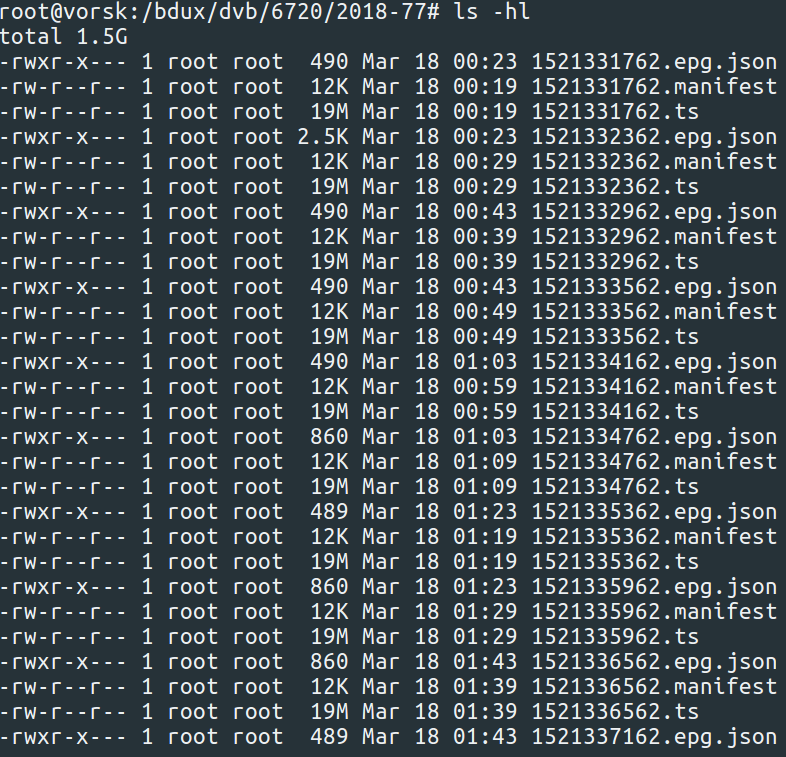 root@vorsk:/bdux/dvb/6720/2018-77# ls -hl
total 1.5G
-rwxr-x--- 1 root root  490 Mar 18 00:23 1521331762.epg.json
-rw-r--r-- 1 root root  12K Mar 18 00:19 1521331762.manifest
-rw-r--r-- 1 root root  19M Mar 18 00:19 1521331762.ts
-rwxr-x--- 1 root root 2.5K Mar 18 00:23 1521332362.epg.json
-rw-r--r-- 1 root root  12K Mar 18 00:29 1521332362.manifest
-rw-r--r-- 1 root root  19M Mar 18 00:29 1521332362.ts
-rwxr-x--- 1 root root  490 Mar 18 00:43 1521332962.epg.json
-rw-r--r-- 1 root root  12K Mar 18 00:39 1521332962.manifest
-rw-r--r-- 1 root root  19M Mar 18 00:39 1521332962.ts
-rwxr-x--- 1 root root  490 Mar 18 00:43 1521333562.epg.json
-rw-r--r-- 1 root root  12K Mar 18 00:49 1521333562.manifest
-rw-r--r-- 1 root root  19M Mar 18 00:49 1521333562.ts
-rwxr-x--- 1 root root  490 Mar 18 01:03 1521334162.epg.json
-rw-r--r-- 1 root root  12K Mar 18 00:59 1521334162.manifest
-rw-r--r-- 1 root root  19M Mar 18 00:59 1521334162.ts
-rwxr-x--- 1 root root  860 Mar 18 01:03 1521334762.epg.json
-rw-r--r-- 1 root root  12K Mar 18 01:09 1521334762.manifest
-rw-r--r-- 1 root root  19M Mar 18 01:09 1521334762.ts
-rwxr-x--- 1 root root  489 Mar 18 01:23 1521335362.epg.json
-rw-r--r-- 1 root root  12K Mar 18 01:19 1521335362.manifest
-rw-r--r-- 1 root root  19M Mar 18 01:19 1521335362.ts
-rwxr-x--- 1 root root  860 Mar 18 01:23 1521335962.epg.json
-rw-r--r-- 1 root root  12K Mar 18 01:29 1521335962.manifest
-rw-r--r-- 1 root root  19M Mar 18 01:29 1521335962.ts
-rwxr-x--- 1 root root  860 Mar 18 01:43 1521336562.epg.json
-rw-r--r-- 1 root root  12K Mar 18 01:39 1521336562.manifest
-rw-r--r-- 1 root root  19M Mar 18 01:39 1521336562.ts
-rwxr-x--- 1 root root  489 Mar 18 01:43 1521337162.epg.json